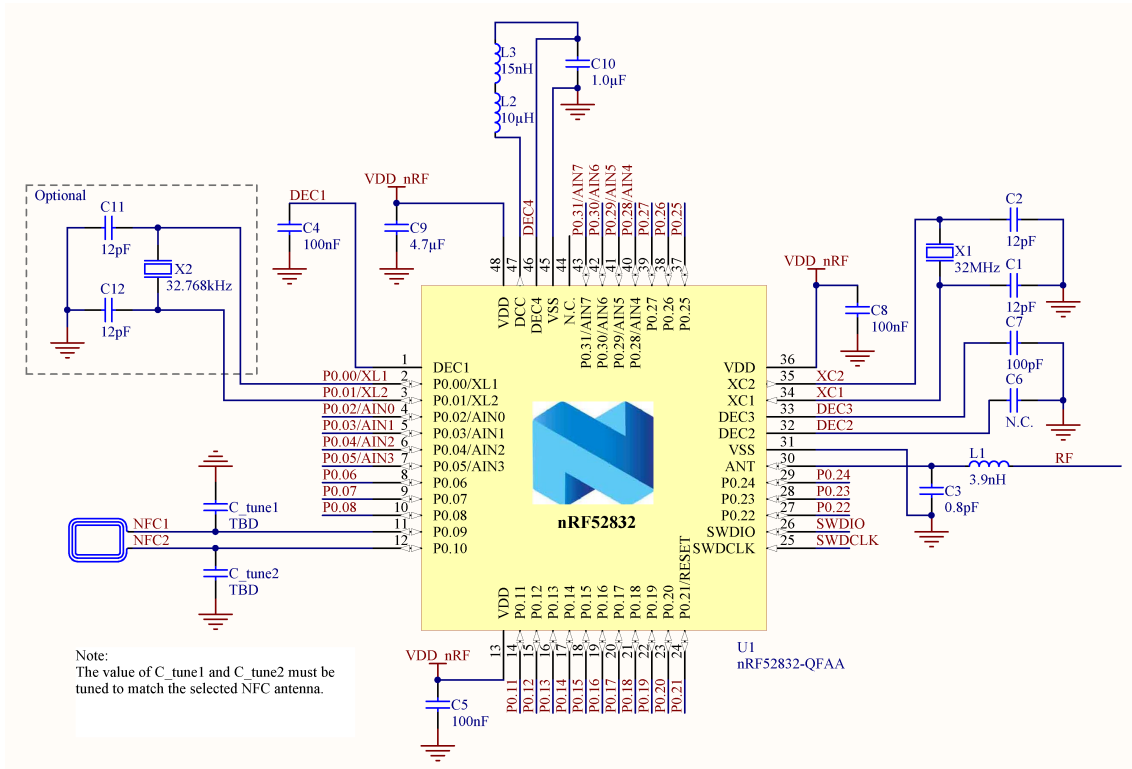 L3
15nH
L2
10µH
C10
1.0µF
Optional
C11
12pF
X2
32.768kHz
C12
12pF
DEC1
C4
100nF
VDD_nRF
C9
4.7µF
DEC4
P0.31/AIN7
P0.30/AIN6
P0.29/AIN5
P0.28/AIN4
P0.27
P0.26
P0.25
48
47
46
45
44
43
42
41
40
39
38
37
VDD
DCC
DEC4
VSS
N.C.
P0.31/AIN7
P0.30/AIN6
P0.29/AIN5
P0.28/AIN4
P0.27
P0.26
P0.25
VDD_nRF
C8
100nF
C2
12pF
X1
32MHz
C1
12pF
C7
100pF
C6
N.C.
1 DEC1
P0.00/XL1 2 P0.00/XL1
P0.01/XL2 3 P0.01/XL2
P0.02/AIN0 4 P0.02/AIN0
P0.03/AIN1 5 P0.03/AIN1
P0.04/AIN2 6 P0.04/AIN2
P0.05/AIN3 7 P0.05/AIN3
P0.06 8 P0.06
P0.07 9 P0.07
P0.08 10 P0.08
NFC1 11 P0.09
NFC2 12 P0.10
C_tune1
TBD
C_tune2
TBD
nRF52832
VDD 36
XC2 35 XC2
XC1 34 XC1
DEC3 33 DEC3
DEC2 32 DEC2
VSS 31
ANT 30
P0.24 29 P0.24
P0.23 28 P0.23
P0.22 27 P0.22
SWDIO 26 SWDIO
SWDCLK 25 SWDCLK
L1
3.9nH
RF
C3
0.8pF
VDD
P0.11
P0.12
P0.13
P0.14
P0.15
P0.16
P0.17
P0.18
P0.19
P0.20
P0.21/RESET
13
14
15
16
17
18
19
20
21
22
23
24
P0.11
P0.12
P0.13
P0.14
P0.15
P0.16
P0.17
P0.18
P0.19
P0.20
P0.21
U1
nRF52832-QFAA
VDD_nRF
C5
100nF
Note:
The value of C_tune1 and C_tune2 must be
tuned to match the selected NFC antenna.